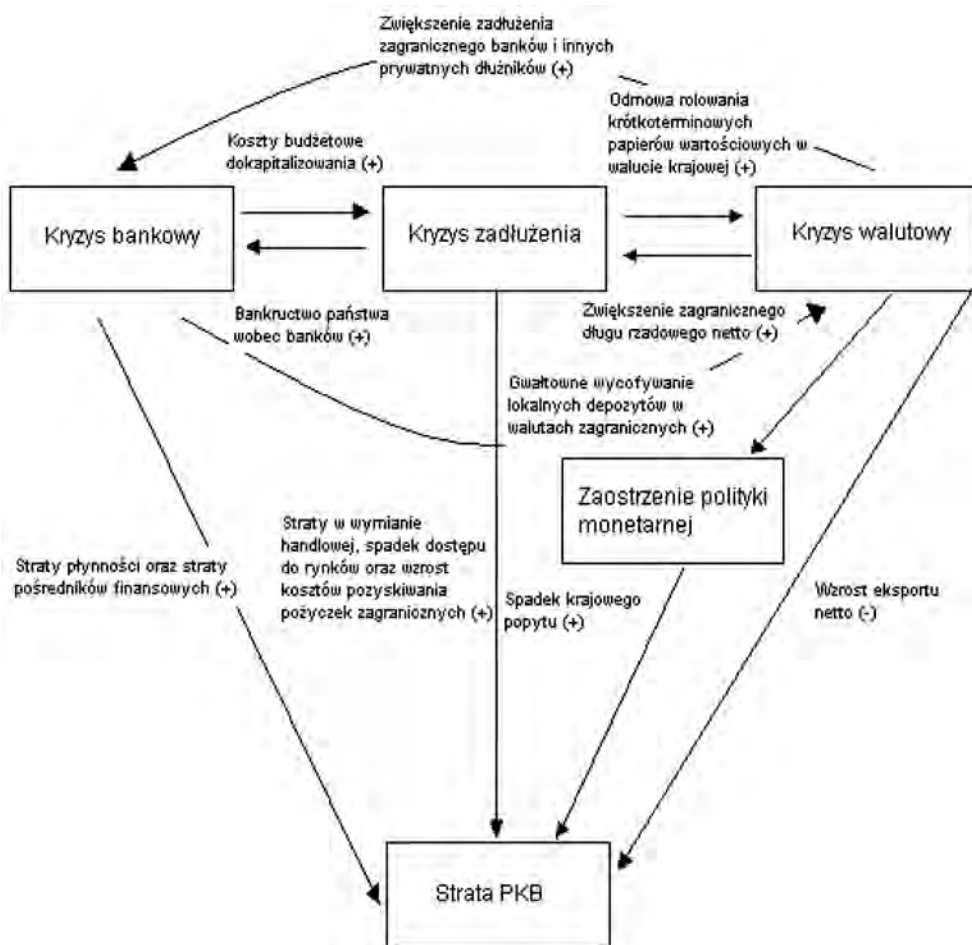 Zwiększenie zadłużenia
zagranicznego banków i innych
prywatnych dłużników (+)
Odmowa rolowania
krótkoterminowych
papierów wartościowych w
walucie krajowej (+)
Koszty budżetowe
dokapitalizowania (+)
Kryzys bankowy
Kryzys zadłużenia
Kryzys walutowy
Bankructwo państwa
wobec banków (+)
Zwiększenie zagranicznego
długu rzadowego netto (+)
Gwałtowne wycofywanie
lokalnych depozytów w
walutach zagranicznych (+)
Zaostrzenie polityki
monetarnej
Straty płynności oraz straty
pośredników finansowych (+)
Straty w wymianie
handlowej, spadek dostępu
do rynków oraz wzrost
kosztów pozyskiwania
pożyczek zagranicznych (+)
Spadek krajowego
popytu (+)
Wzrost eksportu
netto (-)
Strata PKB